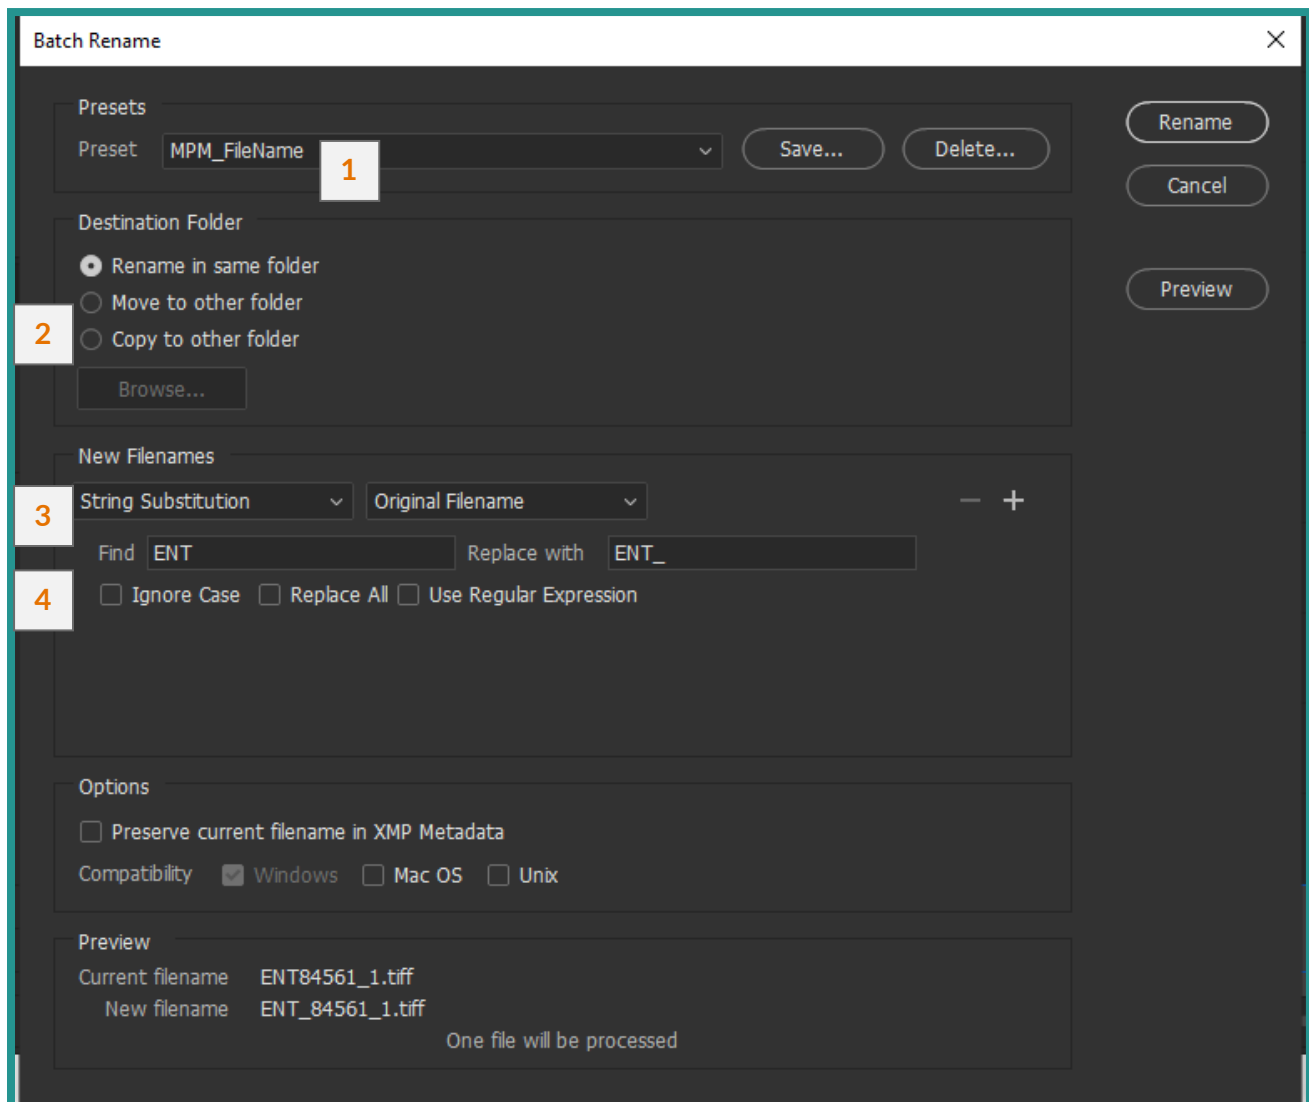 Batch Rename
Presets
Preset MPM_FileName Save... Delete... Rename
1
Cancel
Destination Folder
Rename in same folder
Move to other folder
Preview
2
Copy to other folder
Browse...
New Filenames
3 String Substitution Original Filename
Find ENT Replace with ENT_
4 Ignore Case Replace All Use Regular Expression
Options
Preserve current filename in XMP Metadata
Compatibility Windows Mac OS Unix
Preview
Current filename ENT84561_1.tiff
New filename ENT_84561_1.tiff
One file will be processed